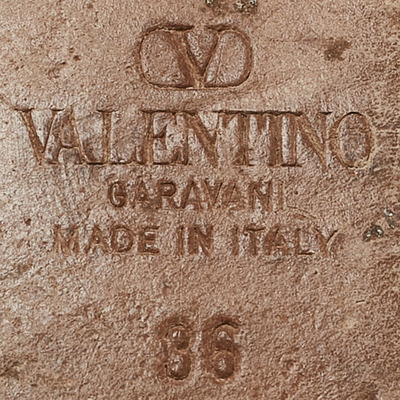 V
VALENTINO
GARAVANI
MADE IN ITALY
36